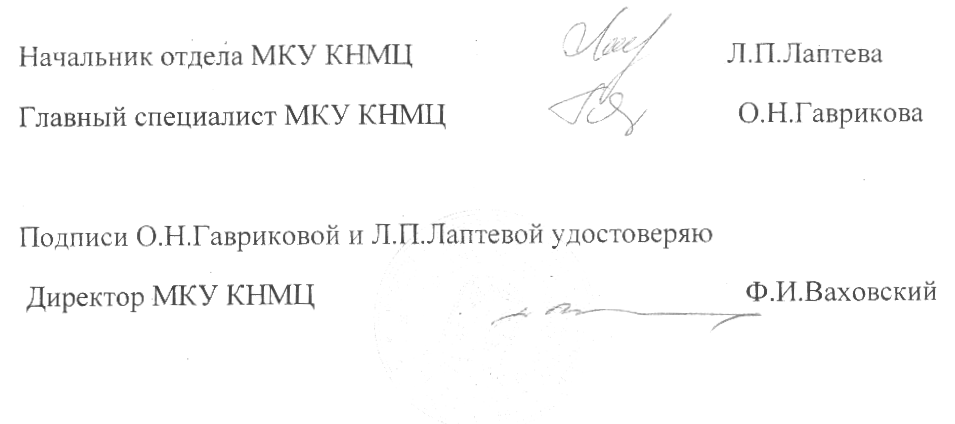 Начальник отдела МКУ КНМЦ Л.П.Лаптева
Главный специалист МКУ КНМЦ О.Н.Гаврикова
Подписи О.Н.Гавриковой и Л.П.Лаптевой удостоверяю
Директор МКУ КНМЦ Ф.И.Ваховский